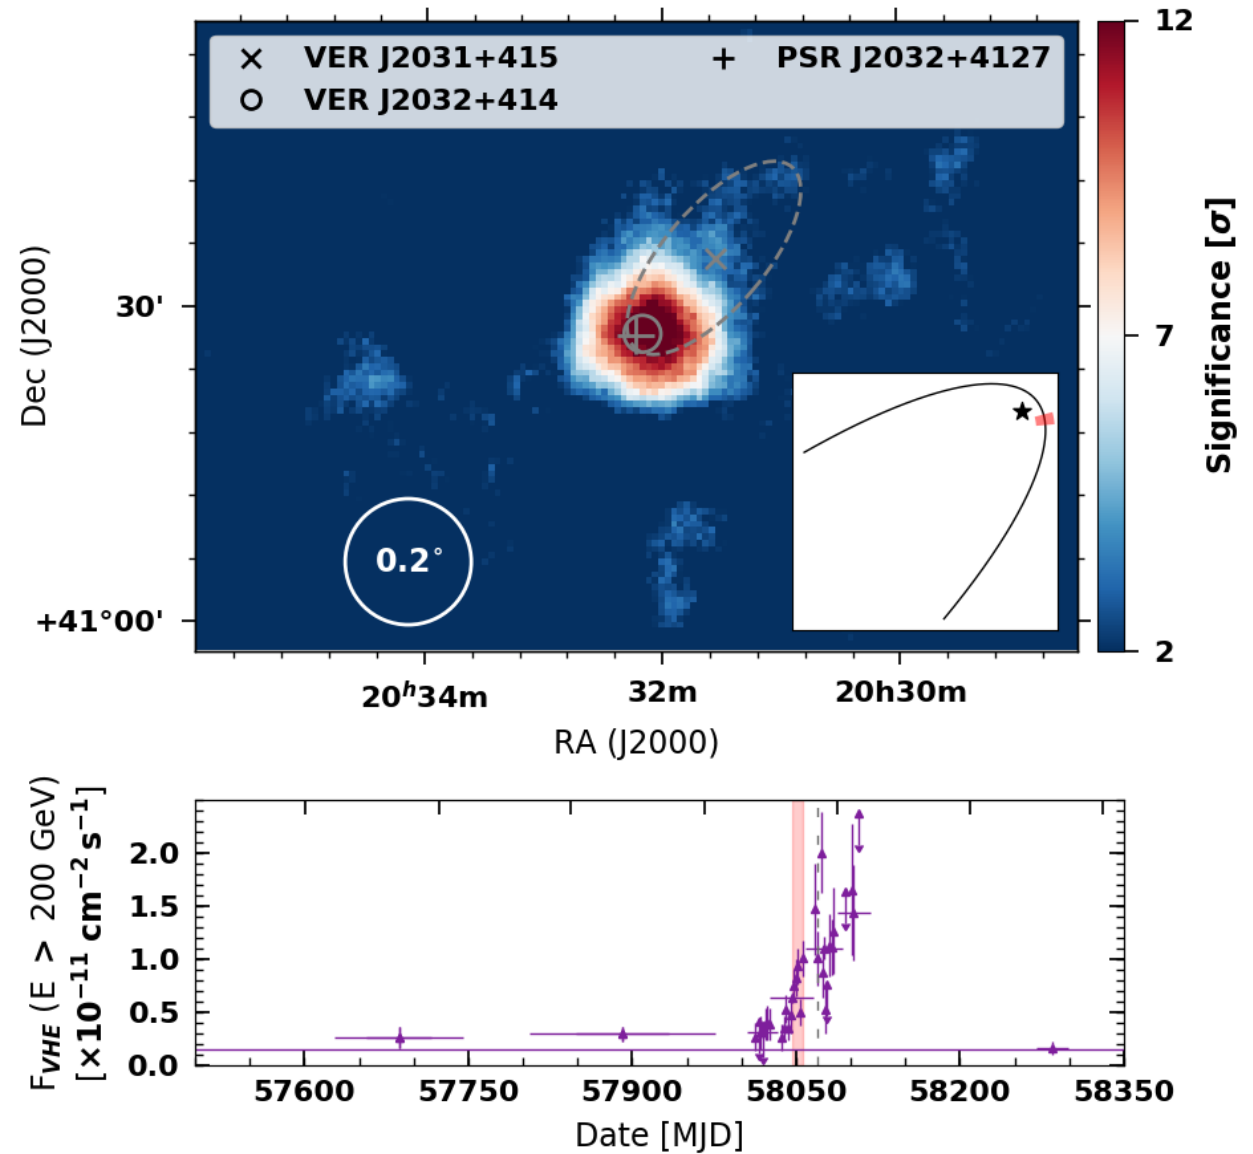 VER J2031+415
PSR J2032+4127
VER J2032+414
12
7
2
Significance [σ]
Dec (J2000)
30'
+41°00'
0.2°
20ʰ34m
32m
20h30m
RA (J2000)
F_VHE (E > 200 GeV)
[×10⁻¹¹ cm⁻² s⁻¹]
2.0
1.5
1.0
0.5
0.0
57600
57750
57900
58050
58200
58350
Date [MJD]